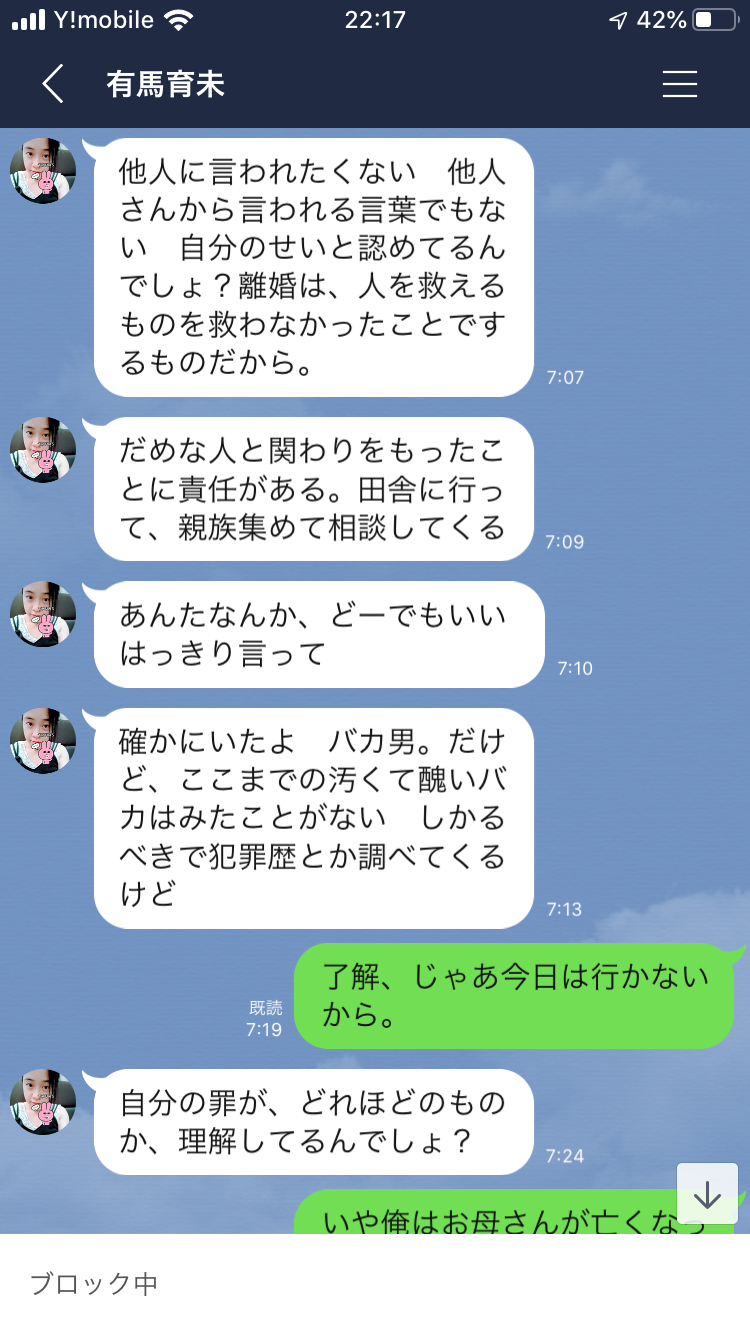 Y!mobile 22:17 42%
有馬育未
他人に言われたくない　他人
さんから言われる言葉でもな
い　自分のせいと認めてるん
でしょ？離婚は、人を救える
ものを救わなかったことです
るものだから。
7:07
だめな人と関わりをもったこ
とに責任がある。田舎に行っ
て、親族集めて相談してくる
7:09
あんたなんか、どーでもいい
はっきり言って
7:10
確かにいたよ　バカ男。だけ
ど、ここまでの汚くて醜いバ
カはみたことがない　しかる
べきで犯罪歴とか調べてくる
けど
7:13
了解、じゃあ今日は行かない
から。
既読
7:19
自分の罪が、どれほどのもの
か、理解してるんでしょ？
7:24
いや俺はお母さんが亡くなっ
ブロック中